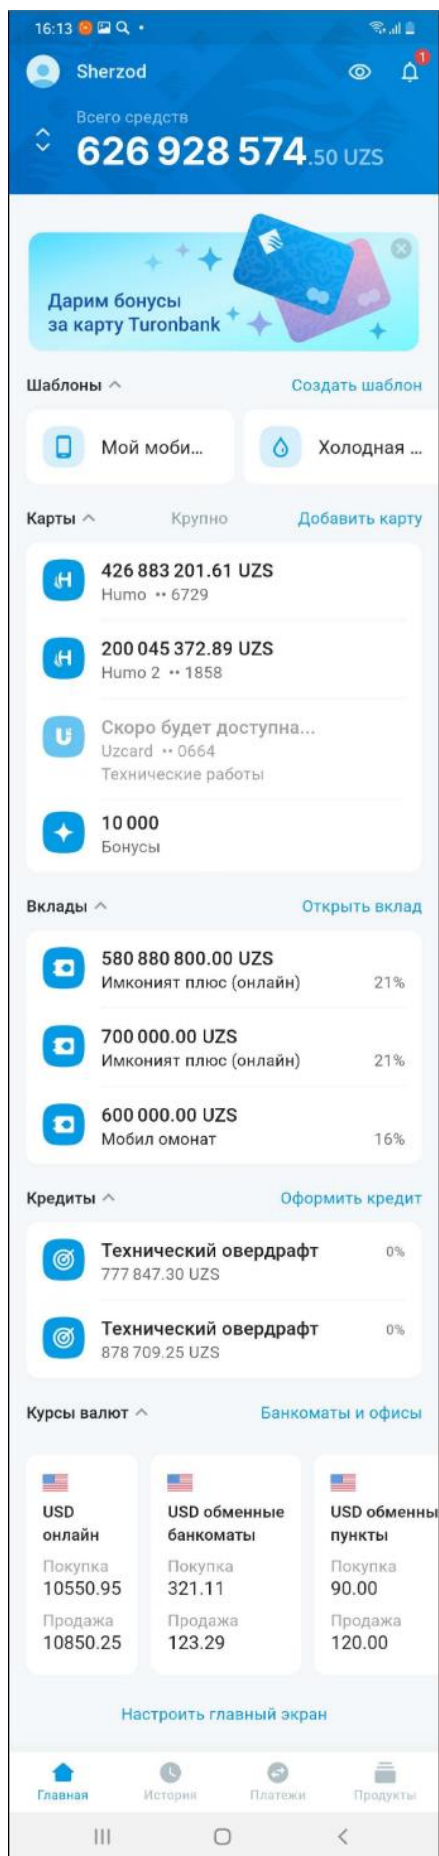 16:13
Sherzod
1
Всего средств
626 928 574.50 UZS
Дарим бонусы
за карту Turonbank
Шаблоны
Создать шаблон
Мой моби...
Холодная ...
Карты
Крупно
Добавить карту
426 883 201.61 UZS
Humo •• 6729
200 045 372.89 UZS
Humo 2 •• 1858
Скоро будет доступна...
Uzcard •• 0664
Технические работы
10 000
Бонусы
Вклады
Открыть вклад
580 880 800.00 UZS
Имконият плюс (онлайн) 21%
700 000.00 UZS
Имконият плюс (онлайн) 21%
600 000.00 UZS
Мобил омонат 16%
Кредиты
Оформить кредит
Технический овердрафт 0%
777 847.30 UZS
Технический овердрафт 0%
878 709.25 UZS
Курсы валют
Банкоматы и офисы
USD
онлайн
Покупка
10550.95
Продажа
10850.25
USD обменные
банкоматы
Покупка
321.11
Продажа
123.29
USD обменны
пункты
Покупка
90.00
Продажа
120.00
Настроить главный экран
Главная
История
Платежи
Продукты